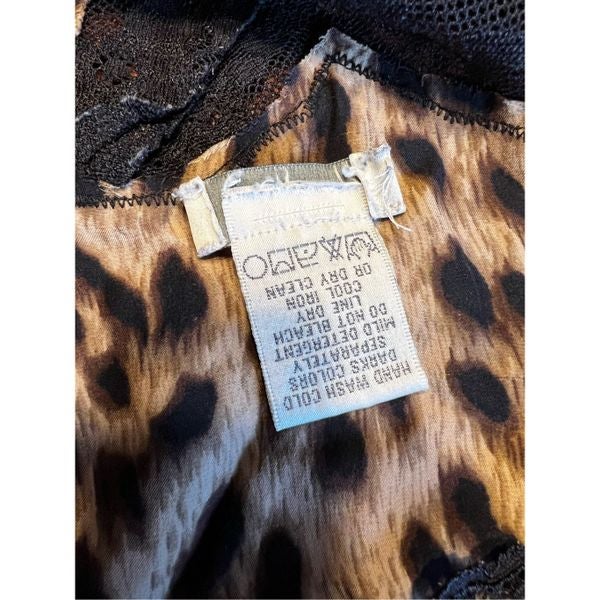 HAND WASH COLD
DARKS COLORS
SEPARATELY
MILD DETERGENT
DO NOT BLEACH
LINE DRY
COOL IRON
OR DRY CLEAN